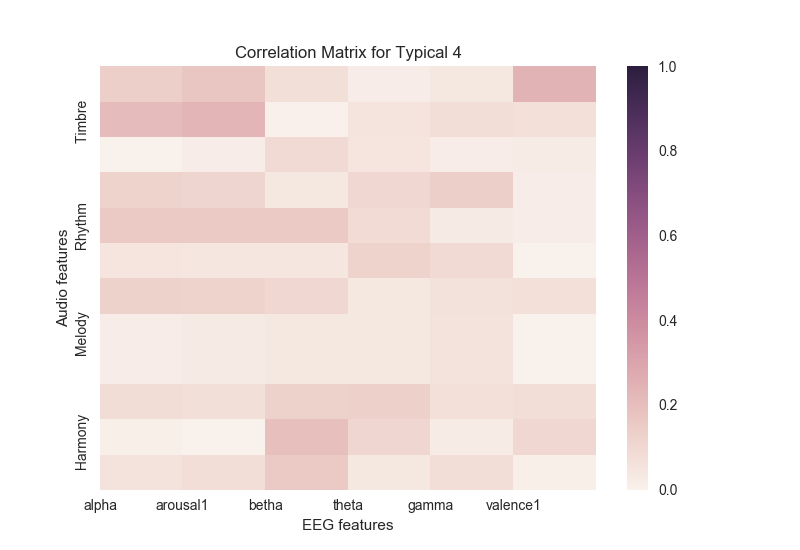 Correlation Matrix for Typical 4
1.0
0.8
0.6
0.4
0.2
0.0
Audio features
Timbre
Rhythm
Melody
Harmony
alpha arousal1 betha theta gamma valence1
EEG features